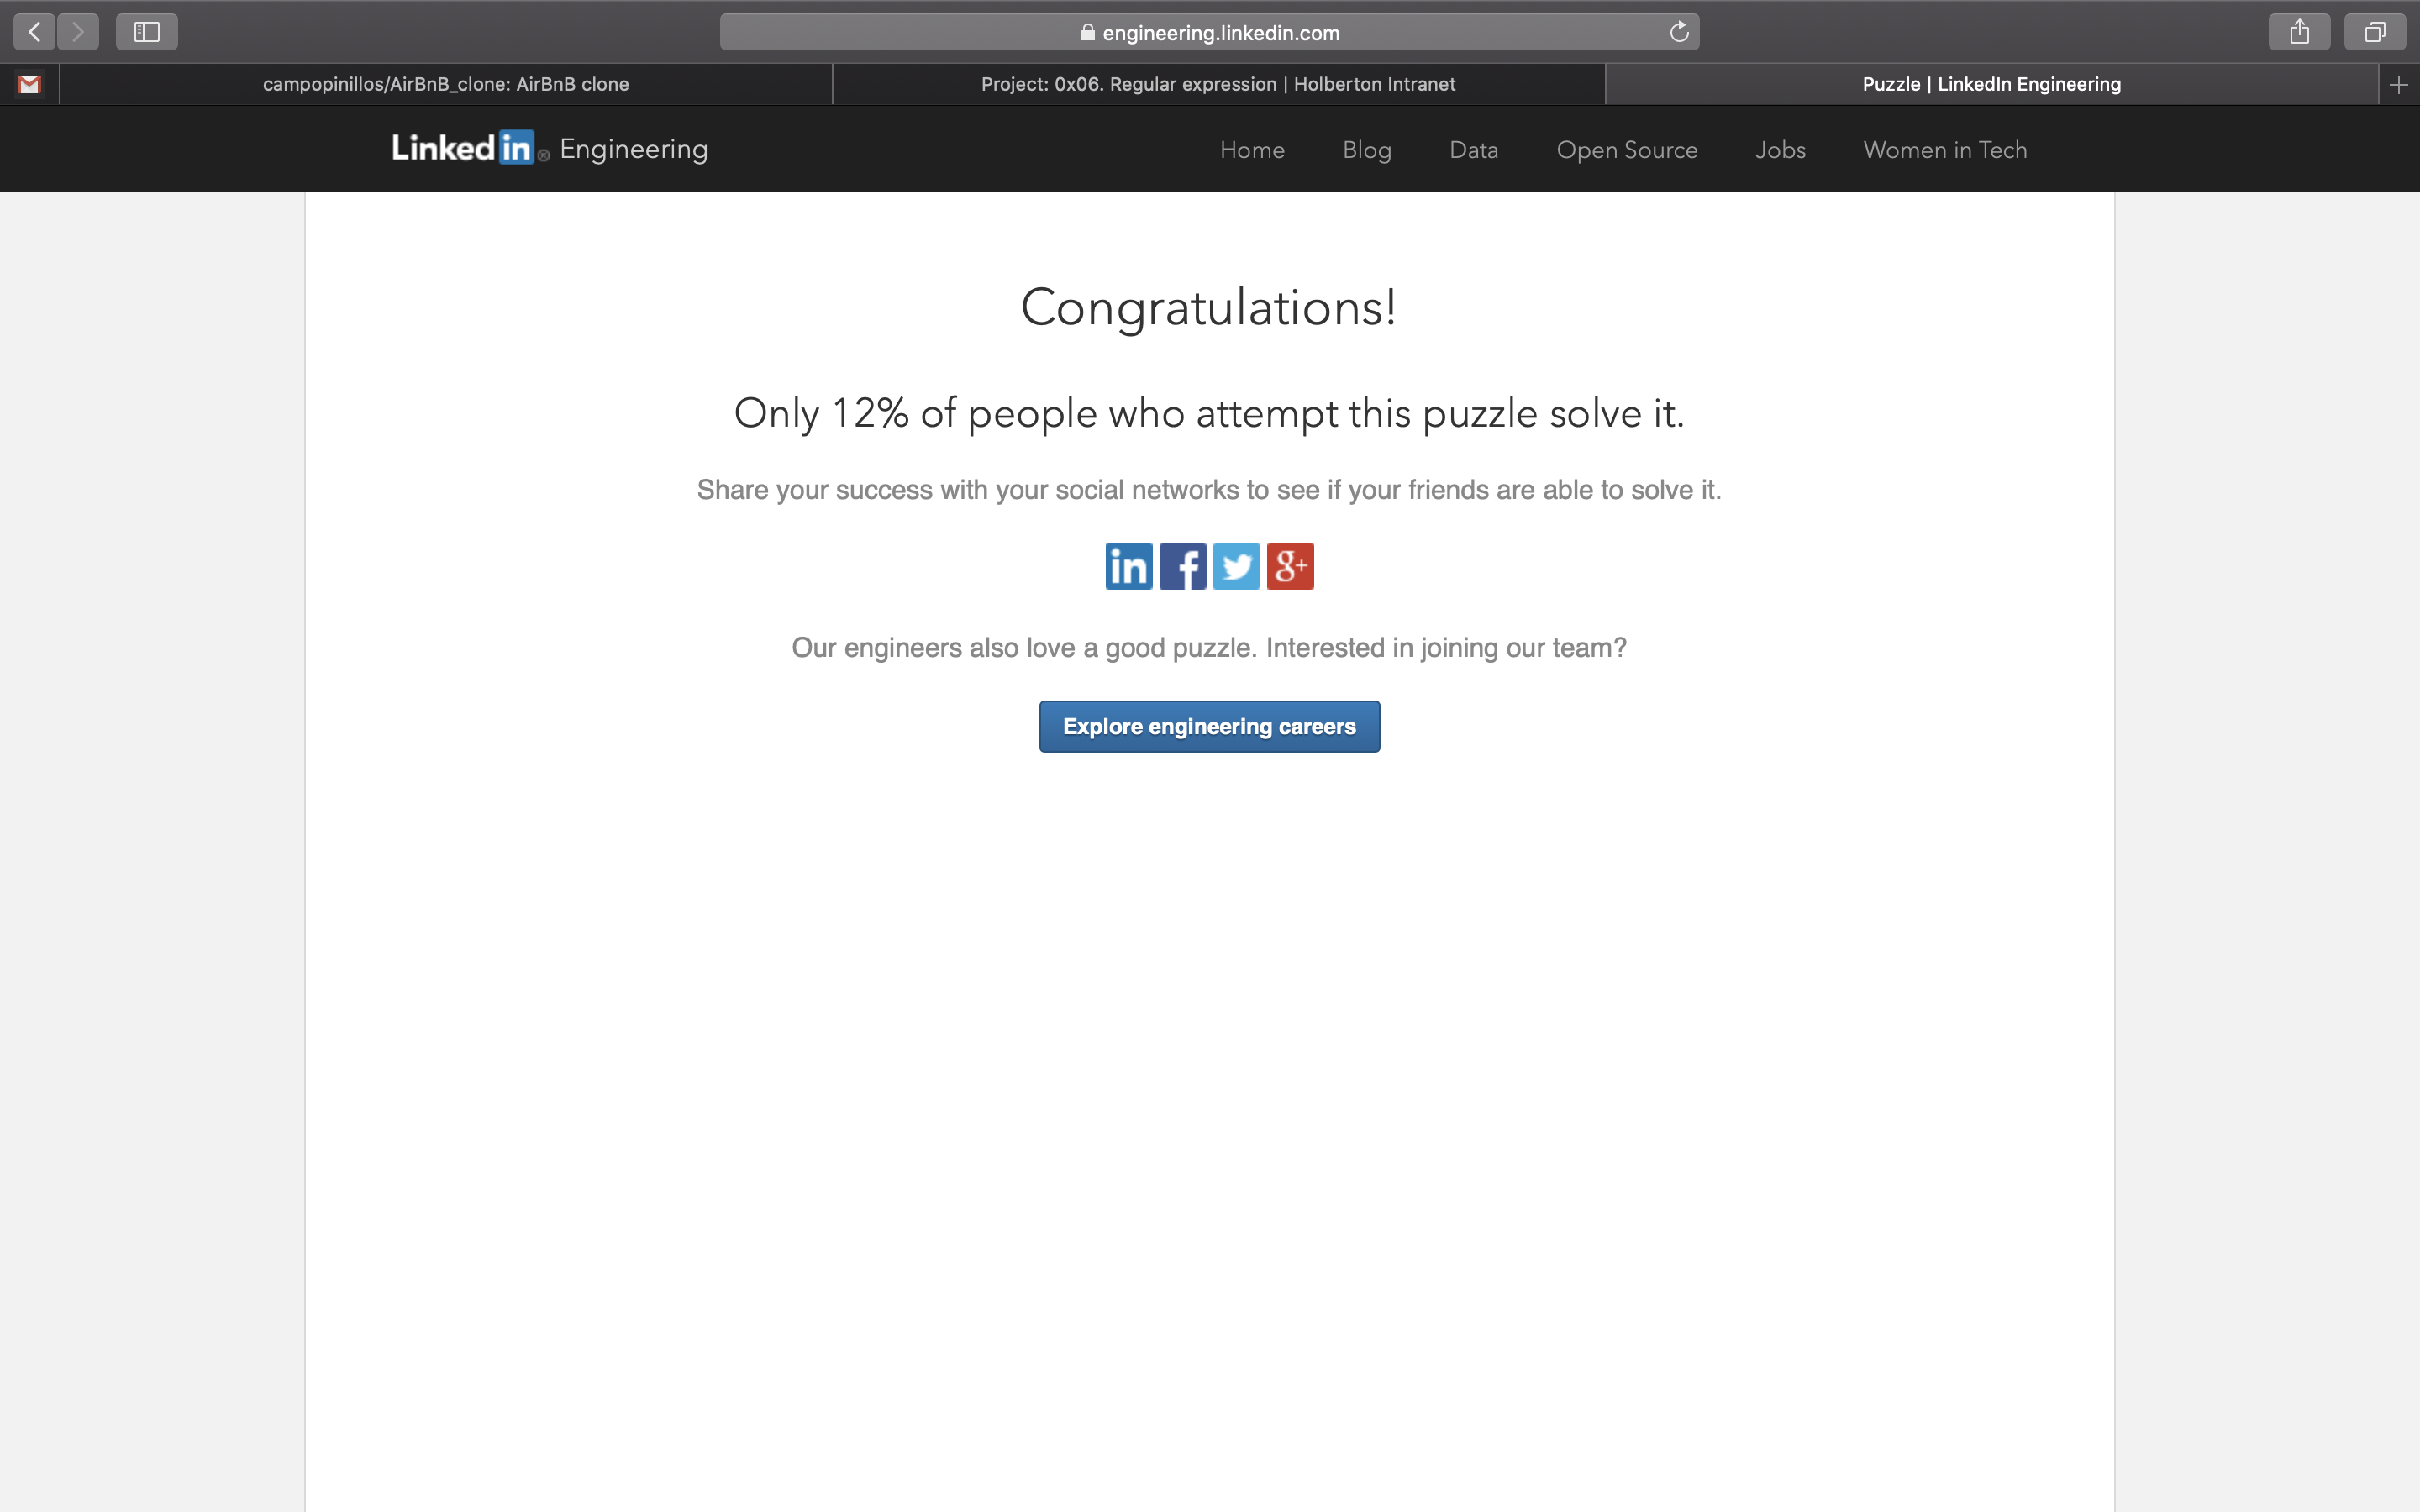 engineering.linkedin.com
campopinillos/AirBnB_clone: AirBnB clone
Project: 0x06. Regular expression | Holberton Intranet
Puzzle | LinkedIn Engineering
Linked in ® Engineering
Home
Blog
Data
Open Source
Jobs
Women in Tech
Congratulations!
Only 12% of people who attempt this puzzle solve it.
Share your success with your social networks to see if your friends are able to solve it.
in f g+
Our engineers also love a good puzzle. Interested in joining our team?
Explore engineering careers